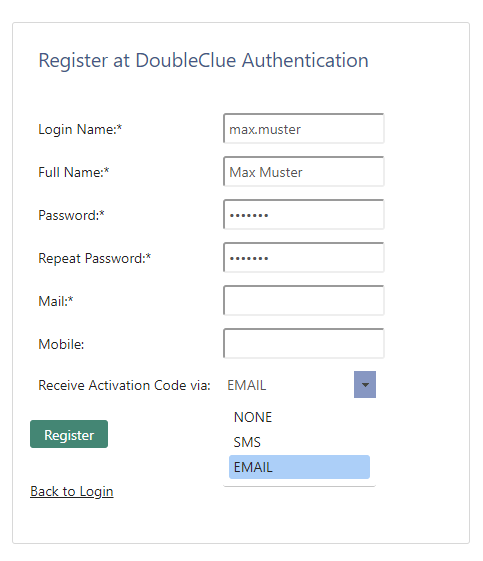 Register at DoubleClue Authentication
Login Name:* max.muster
Full Name:* Max Muster
Password:* •••••••
Repeat Password:* •••••••
Mail:*
Mobile:
Receive Activation Code via: EMAIL
NONE
SMS
EMAIL
Register
Back to Login